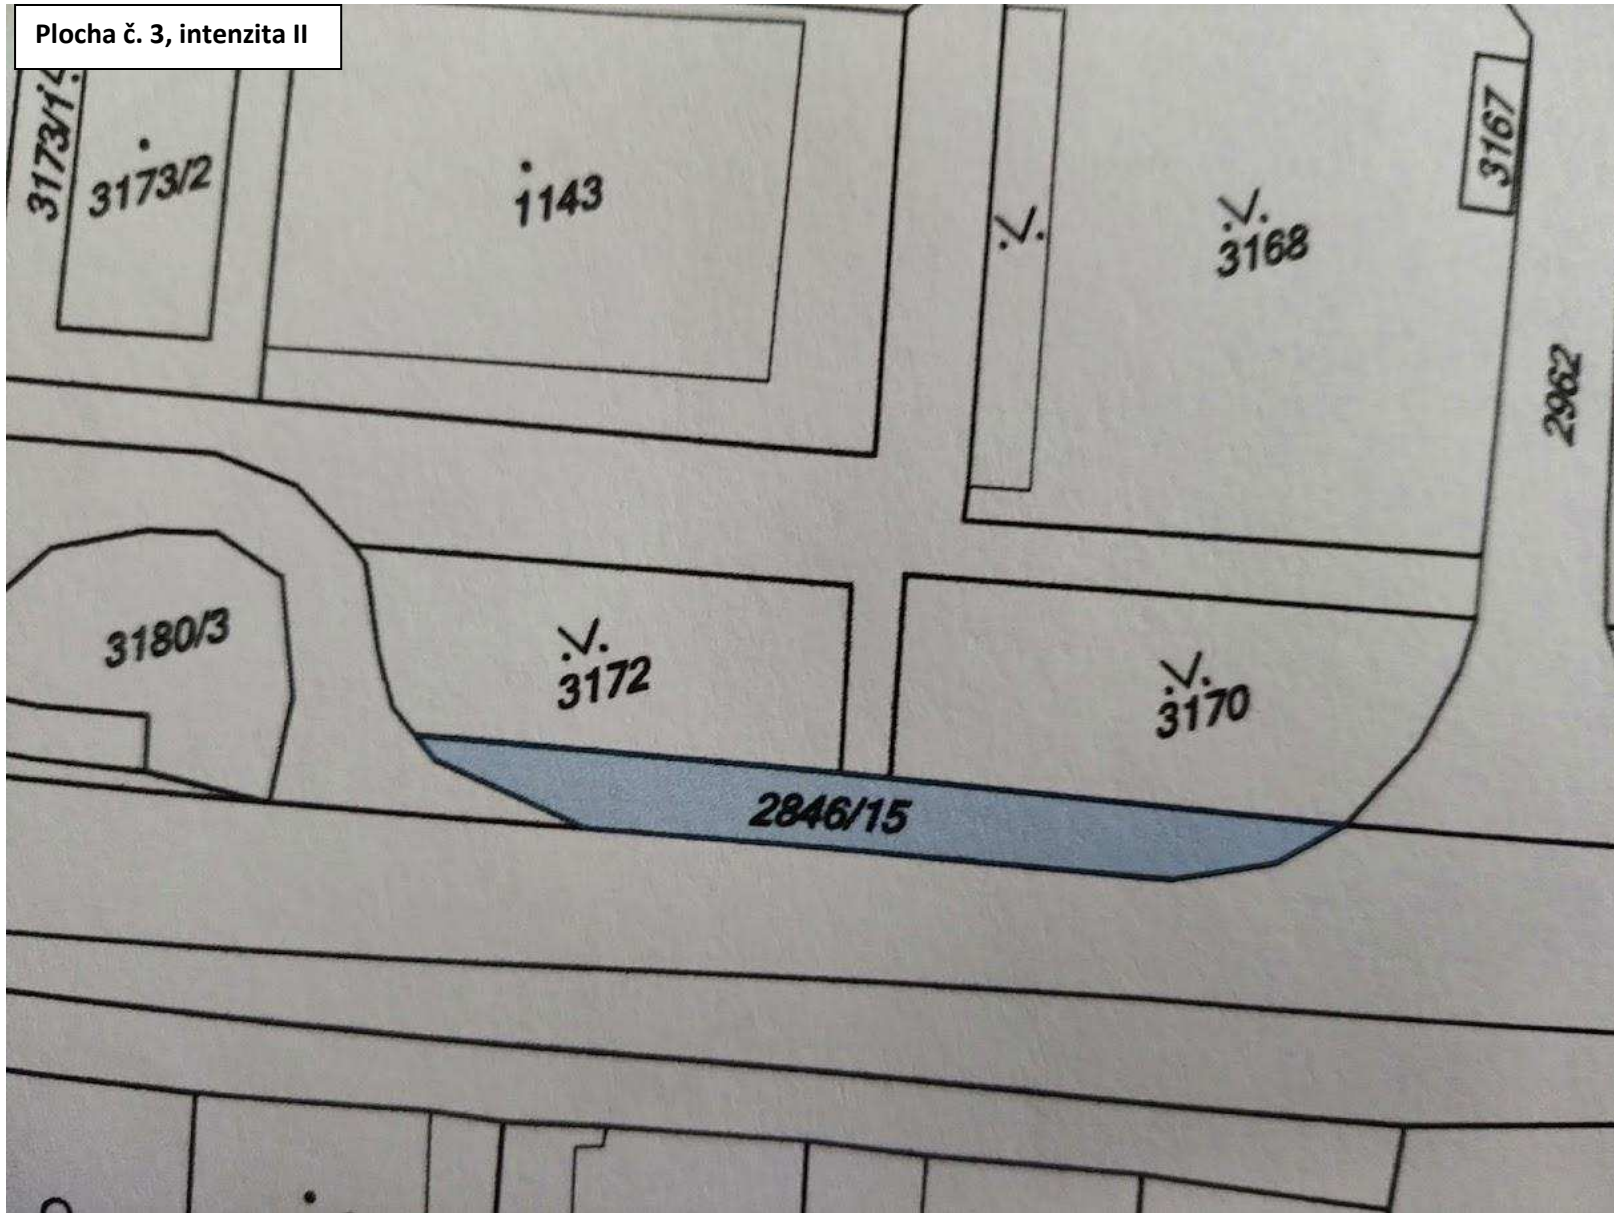 Plocha č. 3, intenzita II
3173/2
1143
.V.
.V.
3168
3167
2962
3180/3
.V.
3172
.V.
3170
2846/15